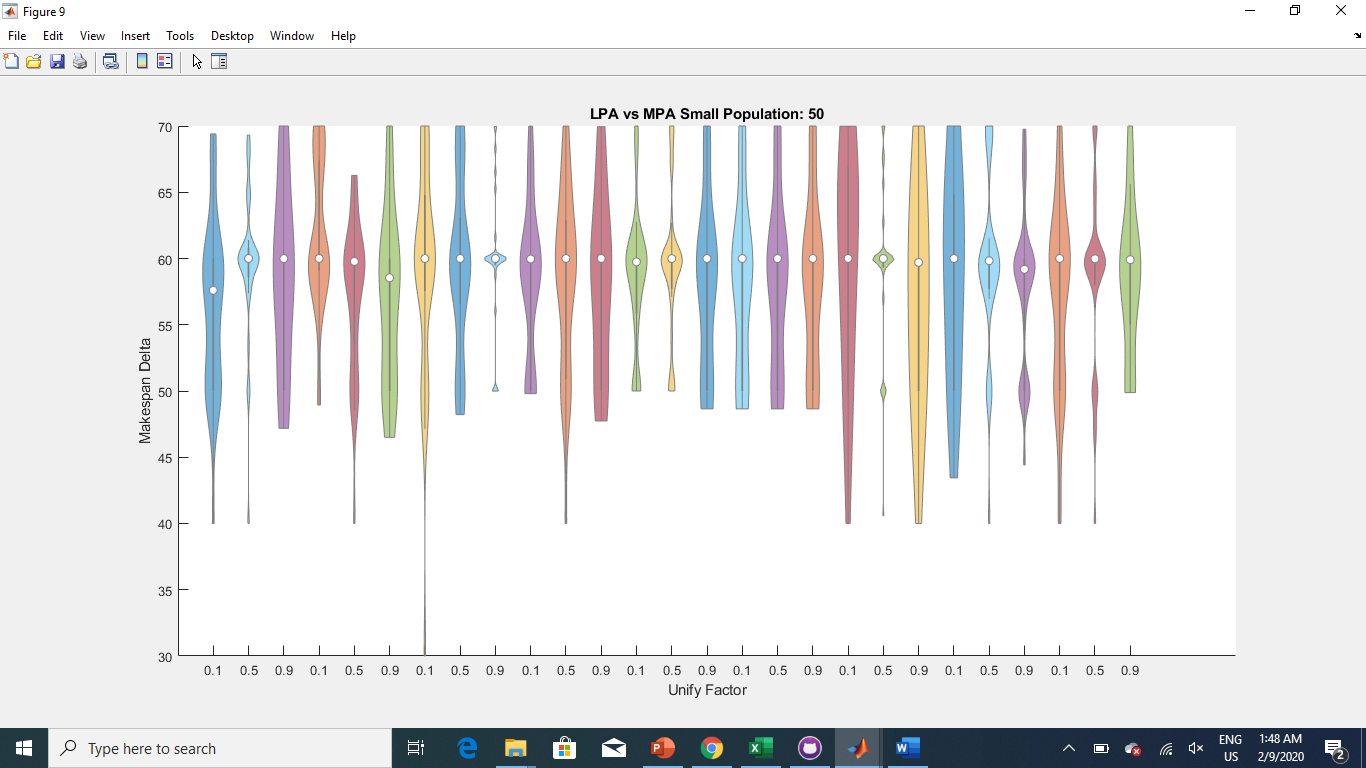 Figure 9
File Edit View Insert Tools Desktop Window Help
LPA vs MPA Small Population: 50
70
65
60
55
50
45
40
35
30
Makespan Delta
0.1 0.5 0.9 0.1 0.5 0.9 0.1 0.5 0.9 0.1 0.5 0.9 0.1 0.5 0.9 0.1 0.5 0.9 0.1 0.5 0.9 0.1 0.5 0.9 0.1 0.5 0.9
Unify Factor
Type here to search
ENG 1:48 AM
US 2/9/2020
2